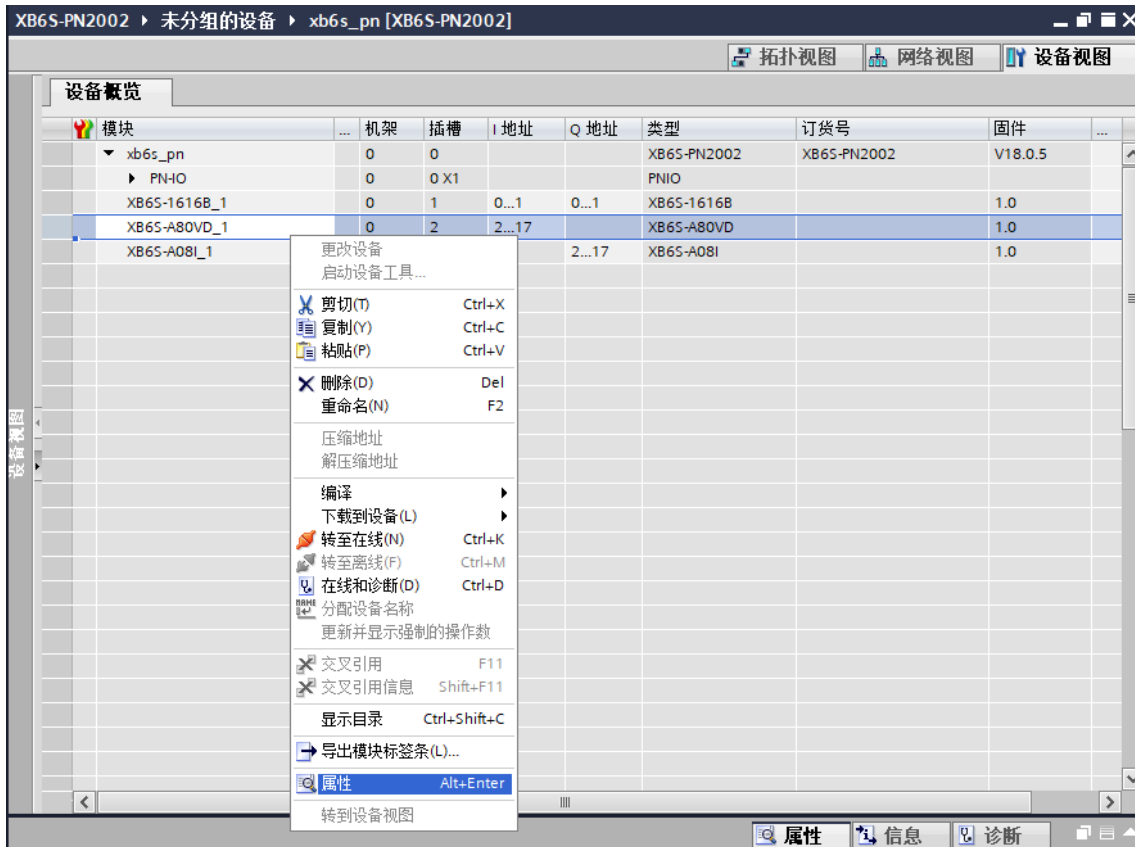 XB6S-PN2002 ▸ 未分组的设备 ▸ xb6s_pn [XB6S-PN2002]
拓扑视图 网络视图 设备视图
设备概览
模块 ... 机架 插槽 I 地址 Q 地址 类型 订货号 固件 ...
xb6s_pn 0 0 XB6S-PN2002 XB6S-PN2002 V18.0.5
PN-IO 0 0 X1 PNIO
XB6S-1616B_1 0 1 0...1 0...1 XB6S-1616B 1.0
XB6S-A80VD_1 0 2 2...17 XB6S-A80VD 1.0
XB6S-A08I_1 2...17 XB6S-A08I 1.0
更改设备
启动设备工具...
剪切(T) Ctrl+X
复制(Y) Ctrl+C
粘贴(P) Ctrl+V
删除(D) Del
重命名(N) F2
压缩地址
解压缩地址
编译
下载到设备(L)
转至在线(N) Ctrl+K
转至离线(F) Ctrl+M
在线和诊断(D) Ctrl+D
分配设备名称
更新并显示强制的操作数
交叉引用 F11
交叉引用信息 Shift+F11
显示目录 Ctrl+Shift+C
导出模块标签条(L)...
属性 Alt+Enter
转到设备视图
设备视图
属性 信息 诊断